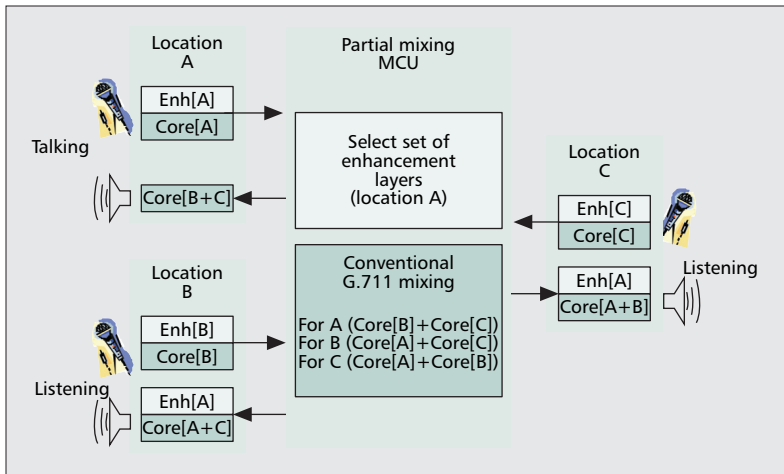 Location
A
Enh[A]
Core[A]
Talking
Core[B+C]
Location
B
Enh[B]
Core[B]
Listening
Enh[A]
Core[A+C]
Partial mixing
MCU
Select set of
enhancement
layers
(location A)
Conventional
G.711 mixing
For A (Core[B]+Core[C])
For B (Core[A]+Core[C])
For C (Core[A]+Core[B])
Location
C
Enh[C]
Core[C]
Enh[A]
Core[A+B]
Listening